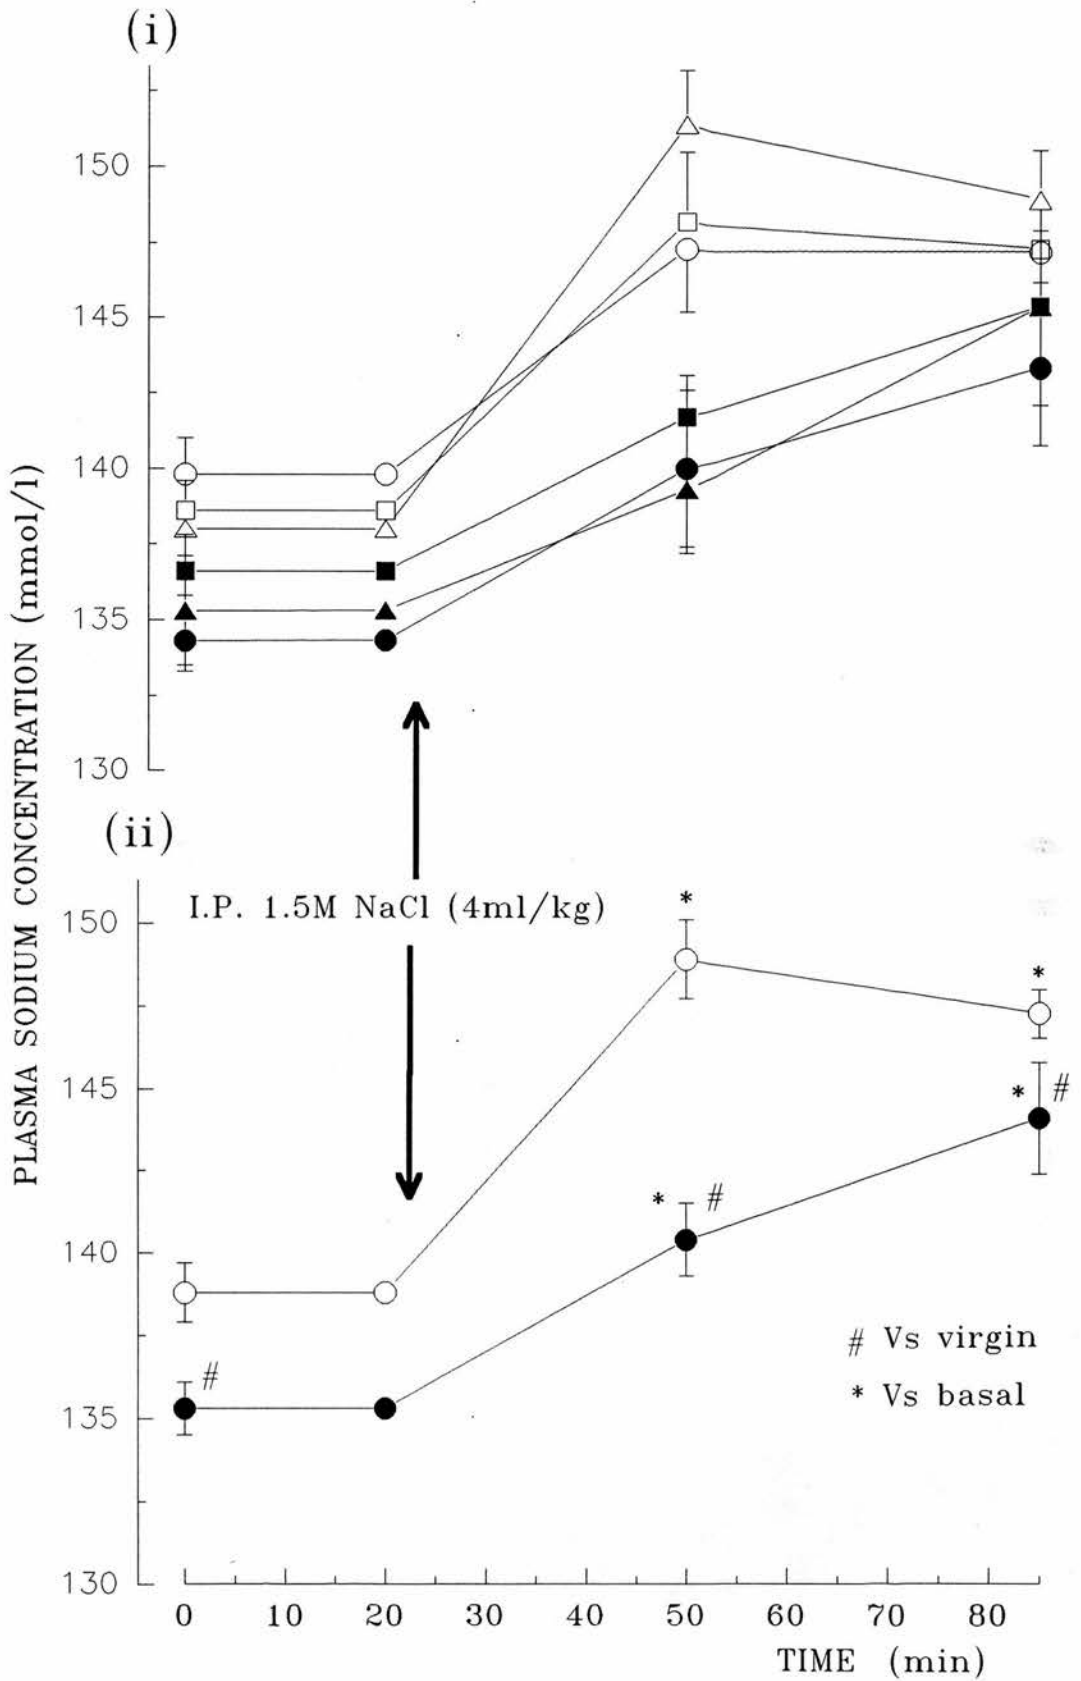 (i)
150
145
140
135
130
PLASMA SODIUM CONCENTRATION (mmol/l)
(ii)
I.P. 1.5M NaCl (4ml/kg)
150
145
140
135
130
*
*
* #
* #
#
# Vs virgin
* Vs basal
0 10 20 30 40 50 60 70 80
TIME (min)